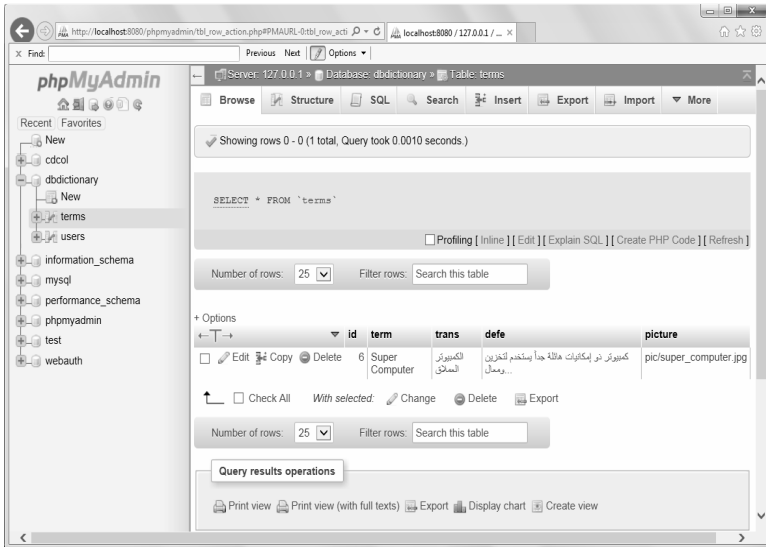 http://localhost:8080/phpmyadmin/tbl_row_action.php#PMAURL-0:tbl_row_acti
localhost:8080 / 127.0.0.1 / ...
× Find:
Previous Next Options
phpMyAdmin
Recent Favorites
New
cdcol
dbdictionary
New
terms
users
information_schema
mysql
performance_schema
phpmyadmin
test
webauth
Server: 127.0.0.1 » Database: dbdictionary » Table: terms
Browse Structure SQL Search Insert Export Import More
Showing rows 0 - 0 (1 total, Query took 0.0010 seconds.)
SELECT * FROM `terms`
Profiling [ Inline ] [ Edit ] [ Explain SQL ] [ Create PHP Code ] [ Refresh ]
Number of rows: 25 Filter rows: Search this table
+ Options
←T→ id term trans defe picture
Edit Copy Delete 6 Super Computer الكمبيوتر العملاق كمبيوتر ذو إمكانيات هائلة جداً يستخدم لتخزين ...ومعال pic/super_computer.jpg
Check All With selected: Change Delete Export
Number of rows: 25 Filter rows: Search this table
Query results operations
Print view Print view (with full texts) Export Display chart Create view